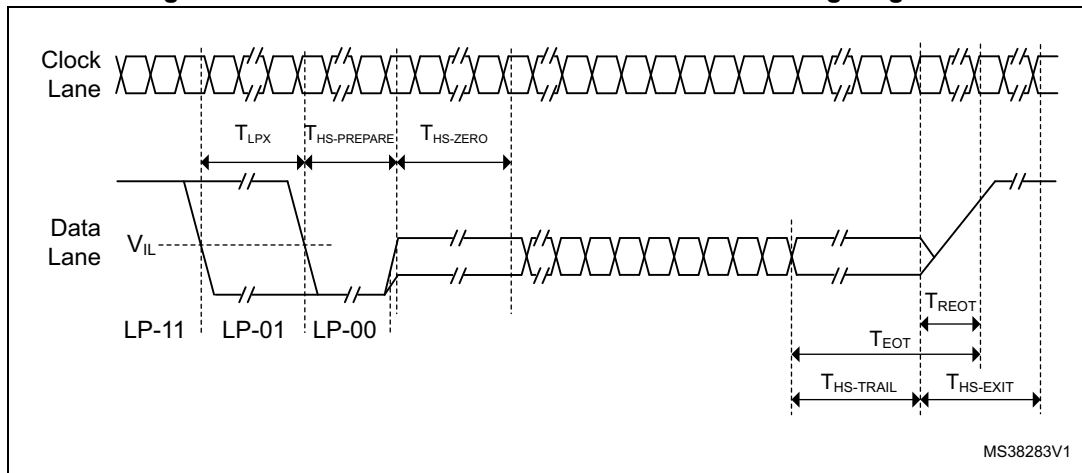 Clock
Lane
TLPX
THS-PREPARE
THS-ZERO
Data
Lane
VIL
LP-11
LP-01
LP-00
TREOT
TEOT
THS-TRAIL
THS-EXIT
MS38283V1